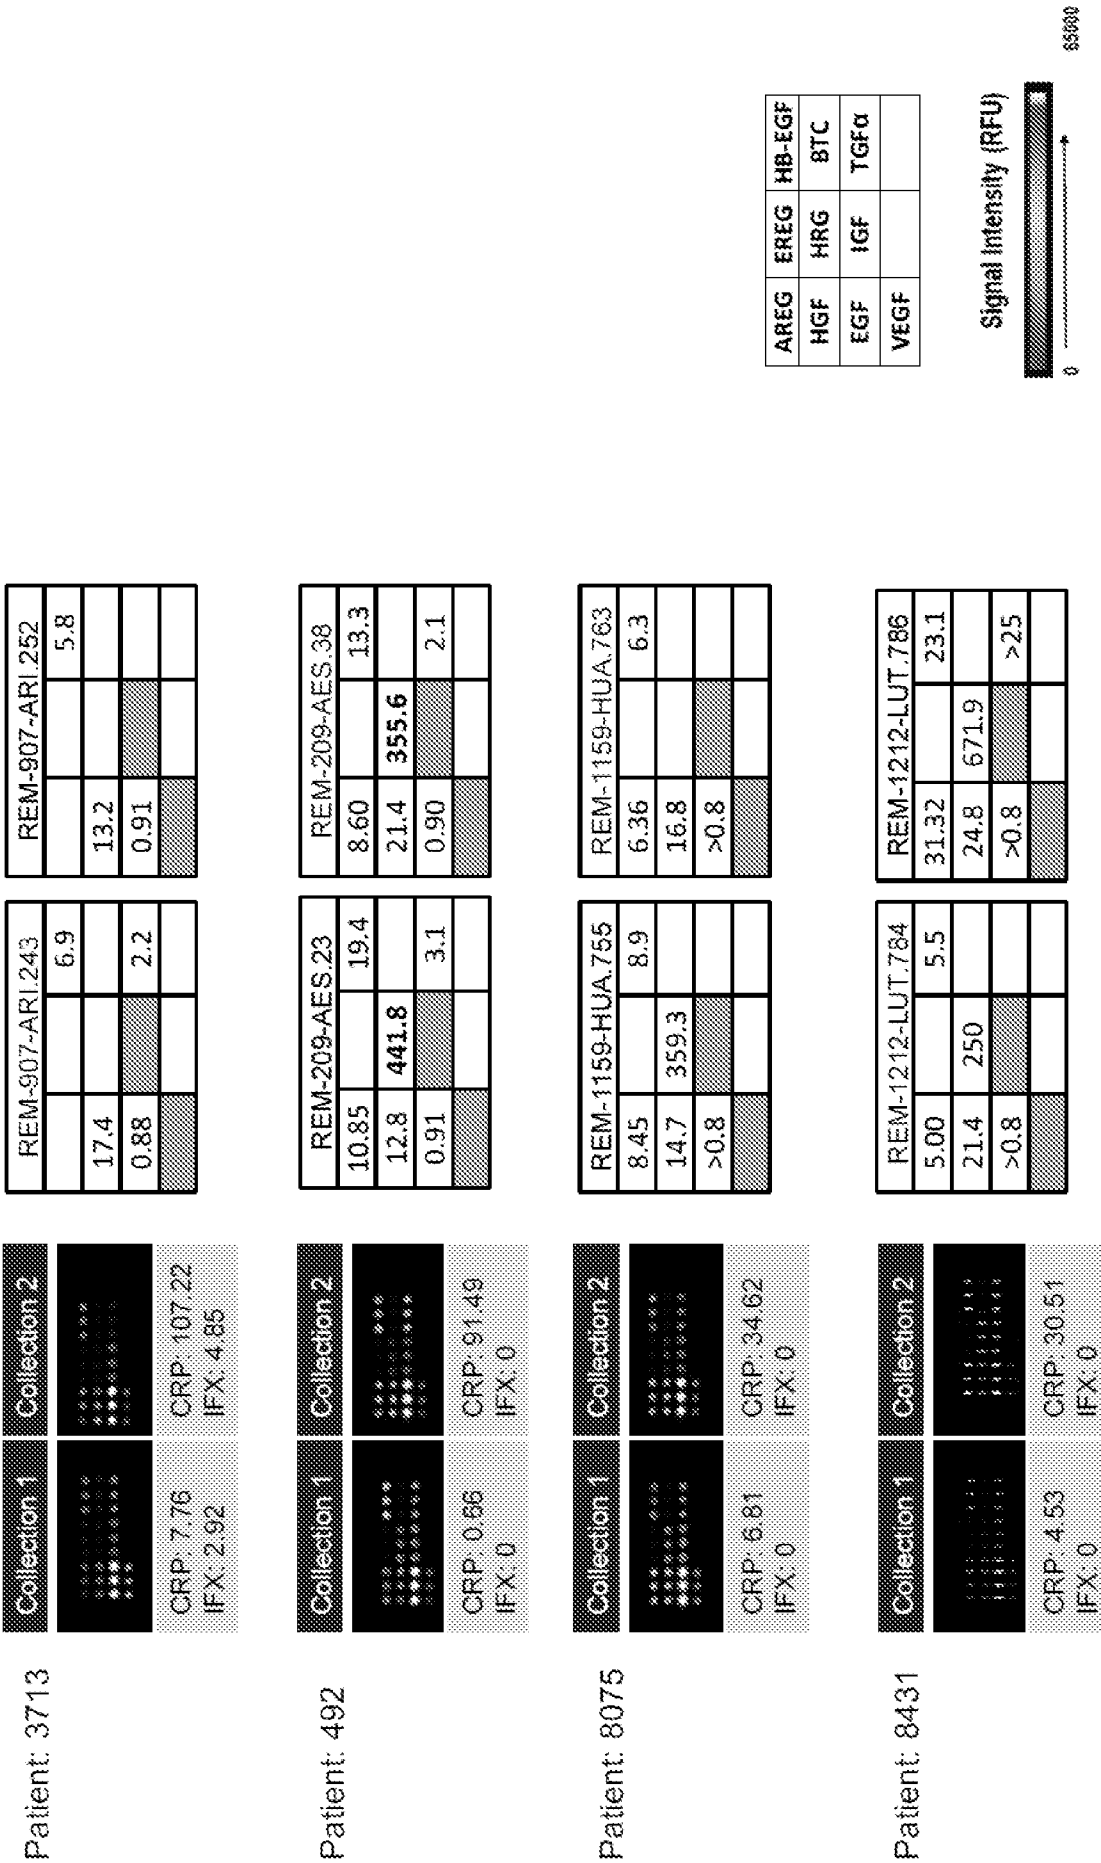 Patient: 3713
Collection 1
Collection 2
CRP: 7.76
IFX: 2.92
CRP: 107.22
IFX: 4.85
REM-907-ARI.243
6.9
17.4
0.88 2.2
REM-907-ARI.252
5.8
13.2
0.91
Patient: 492
Collection 1
Collection 2
CRP: 0.66
IFX: 0
CRP: 91.49
IFX: 0
REM-209-AES.23
10.85 19.4
12.8 441.8
0.91 3.1
REM-209-AES.38
8.60 13.3
21.4 355.6
0.90 2.1
Patient: 8075
Collection 1
Collection 2
CRP: 6.81
IFX: 0
CRP: 34.62
IFX: 0
REM-1159-HUA.755
8.45 8.9
14.7 359.3
>0.8
REM-1159-HUA.763
6.36 6.3
16.8
>0.8
Patient: 8431
Collection 1
Collection 2
CRP: 4.53
IFX: 0
CRP: 30.51
IFX: 0
REM-1212-LUT.784
5.00 5.5
21.4 250
>0.8
REM-1212-LUT.786
31.32 23.1
24.8 671.9
>0.8 >25
AREG EREG HB-EGF
HGF HRG BTC
EGF IGF TGFα
VEGF
Signal Intensity (RFU)
0 65000